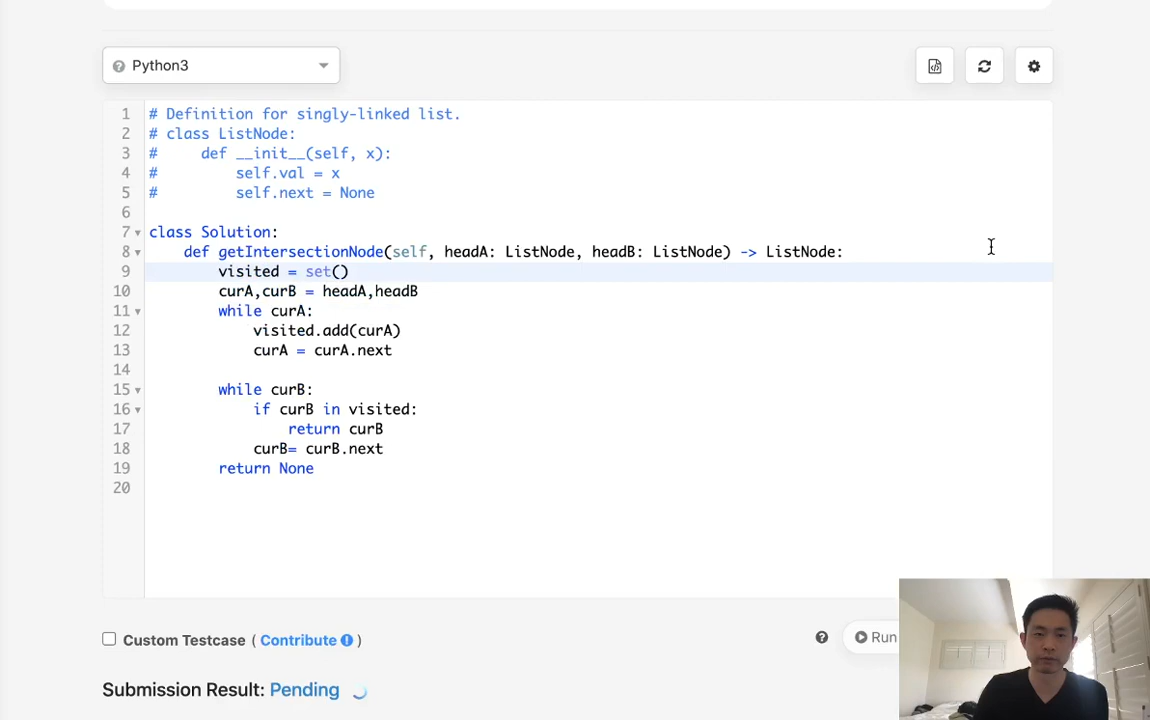 Python3
1 # Definition for singly-linked list.
2 # class ListNode:
3 #     def __init__(self, x):
4 #         self.val = x
5 #         self.next = None
6
7 class Solution:
8     def getIntersectionNode(self, headA: ListNode, headB: ListNode) -> ListNode:
9         visited = set()
10         curA,curB = headA,headB
11         while curA:
12             visited.add(curA)
13             curA = curA.next
14
15         while curB:
16             if curB in visited:
17                 return curB
18             curB= curB.next
19         return None
20
Custom Testcase ( Contribute )
Run
Submission Result: Pending